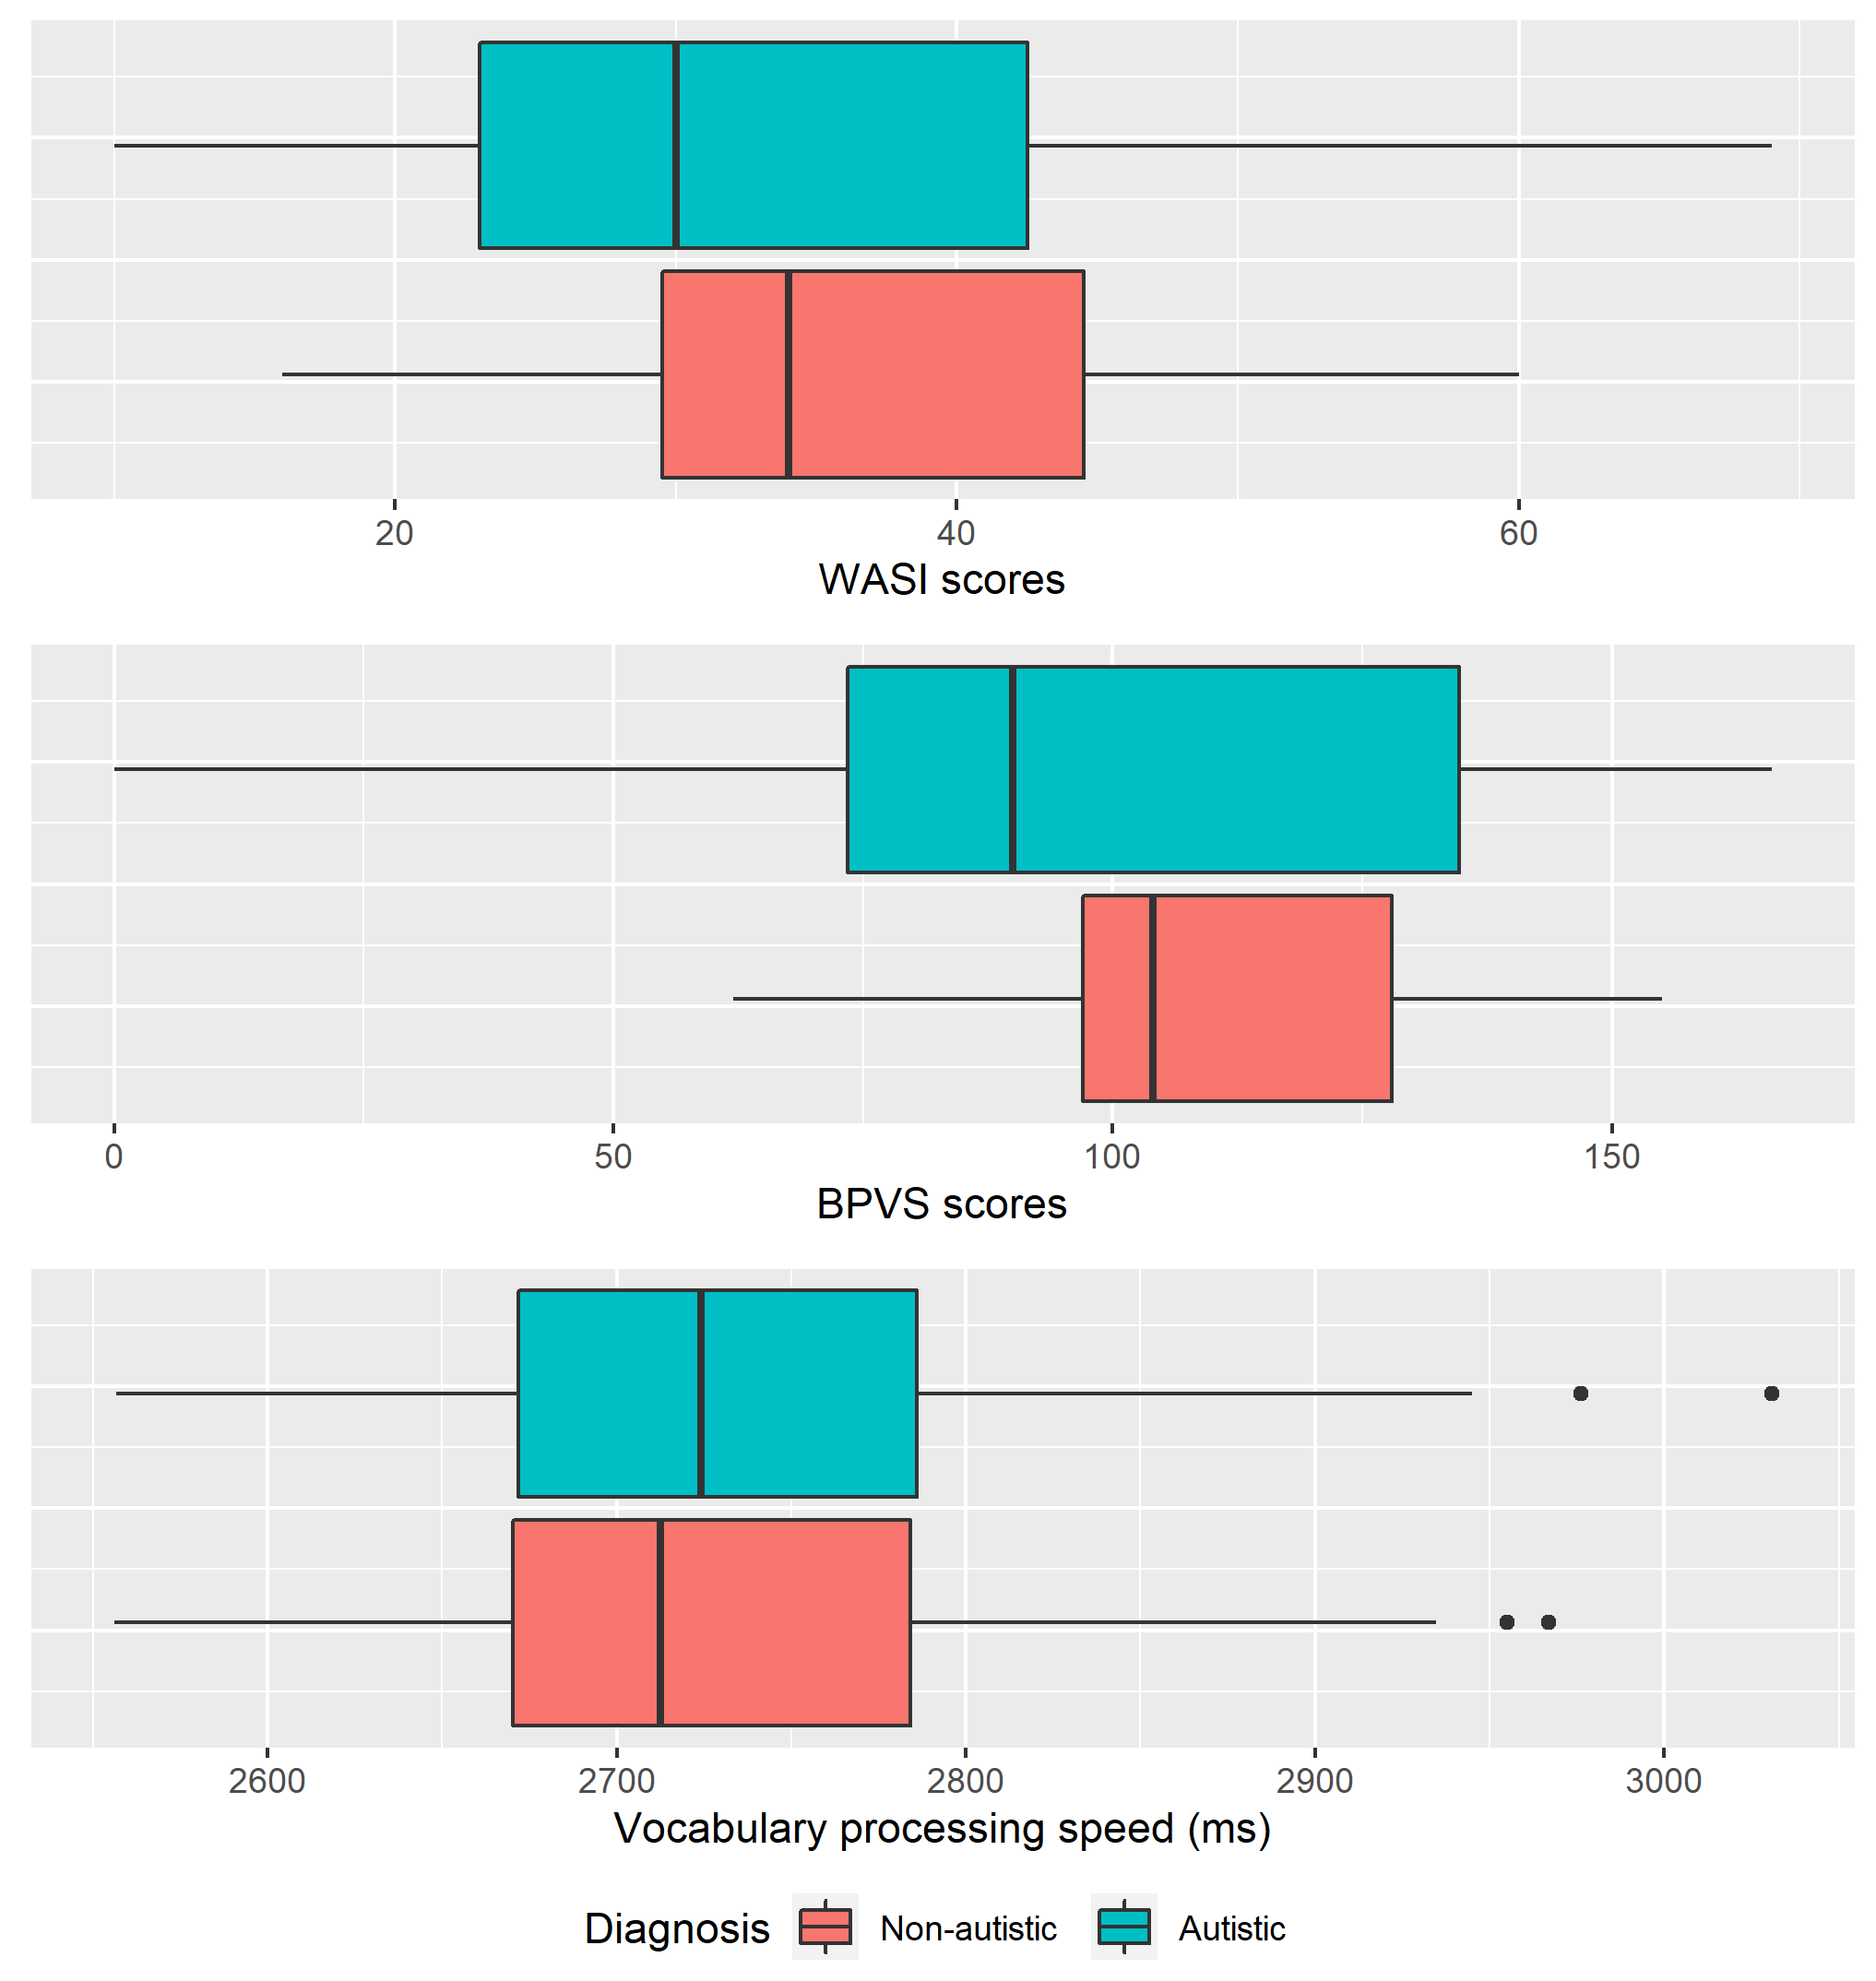 20 40 60
WASI scores
0 50 100 150
BPVS scores
2600 2700 2800 2900 3000
Vocabulary processing speed (ms)
Diagnosis Non-autistic Autistic